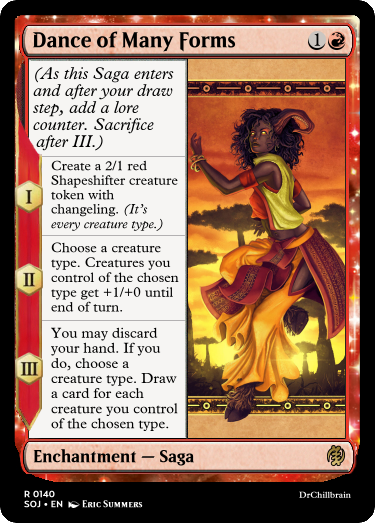 Dance of Many Forms 1
(As this Saga enters
and after your draw
step, add a lore
counter. Sacrifice
after III.)
I
Create a 2/1 red
Shapeshifter creature
token with
changeling. (It's
every creature type.)
II
Choose a creature
type. Creatures you
control of the chosen
type get +1/+0 until
end of turn.
III
You may discard
your hand. If you
do, choose a
creature type. Draw
a card for each
creature you control
of the chosen type.
Enchantment — Saga
R 0140
SOJ • EN Eric Summers
DrChillbrain